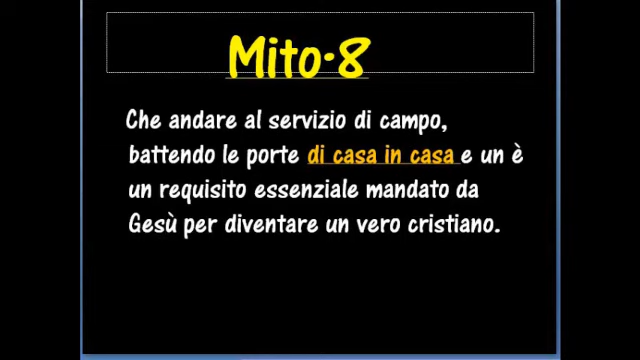 Mito-8
Che andare al servizio di campo,
battendo le porte di casa in casa e un è
un requisito essenziale mandato da
Gesù per diventare un vero cristiano.